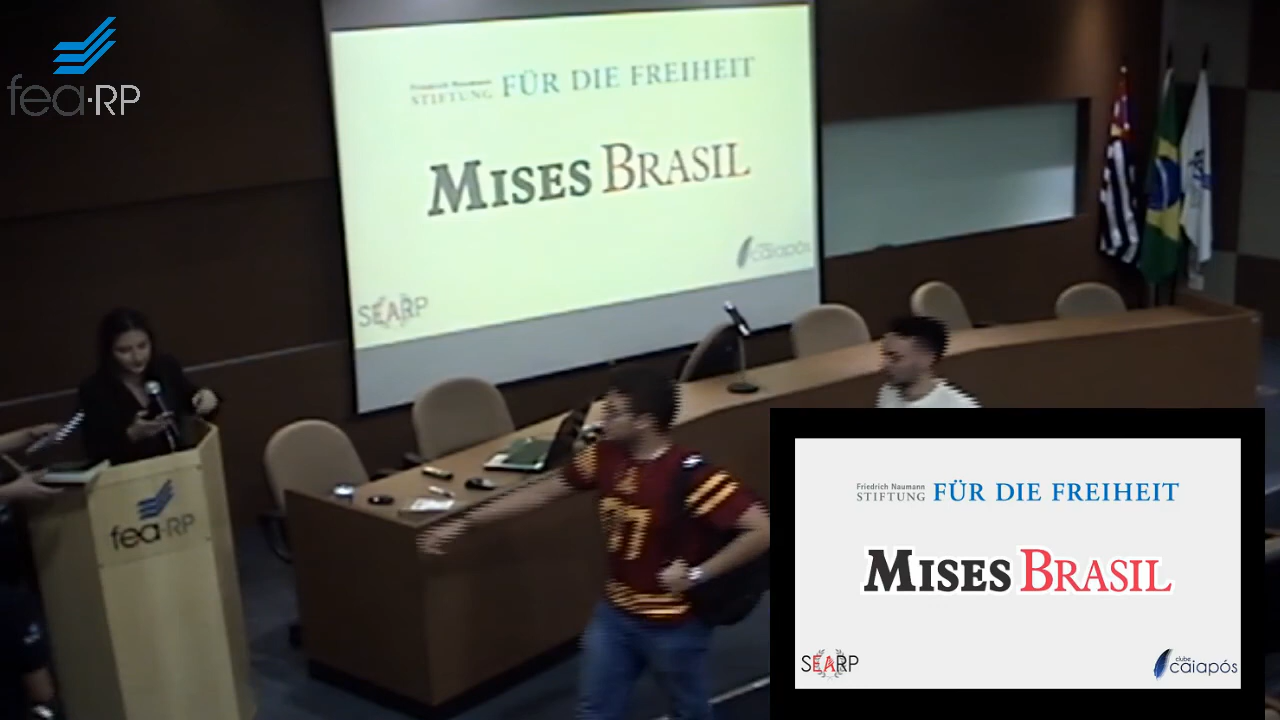 fea·RP
Friedrich Naumann
STIFTUNG FÜR DIE FREIHEIT
MISES BRASIL
caiapós
SEARP
fea·RP
77
Friedrich Naumann
STIFTUNG FÜR DIE FREIHEIT
MISES BRASIL
SEARP
clube
caiapós